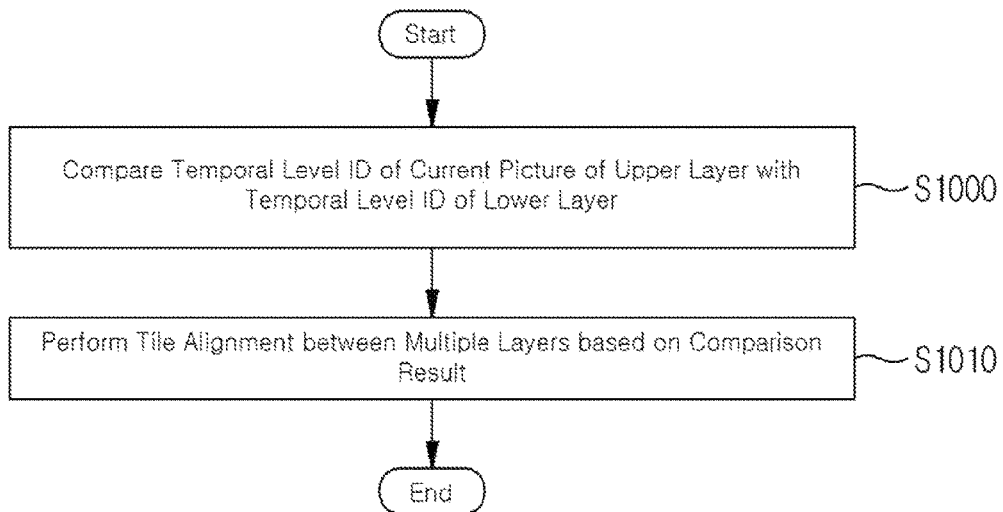 Start
Compare Temporal Level ID of Current Picture of Upper Layer with
Temporal Level ID of Lower Layer
S1000
Perform Tile Alignment between Multiple Layers based on Comparison
Result
S1010
End